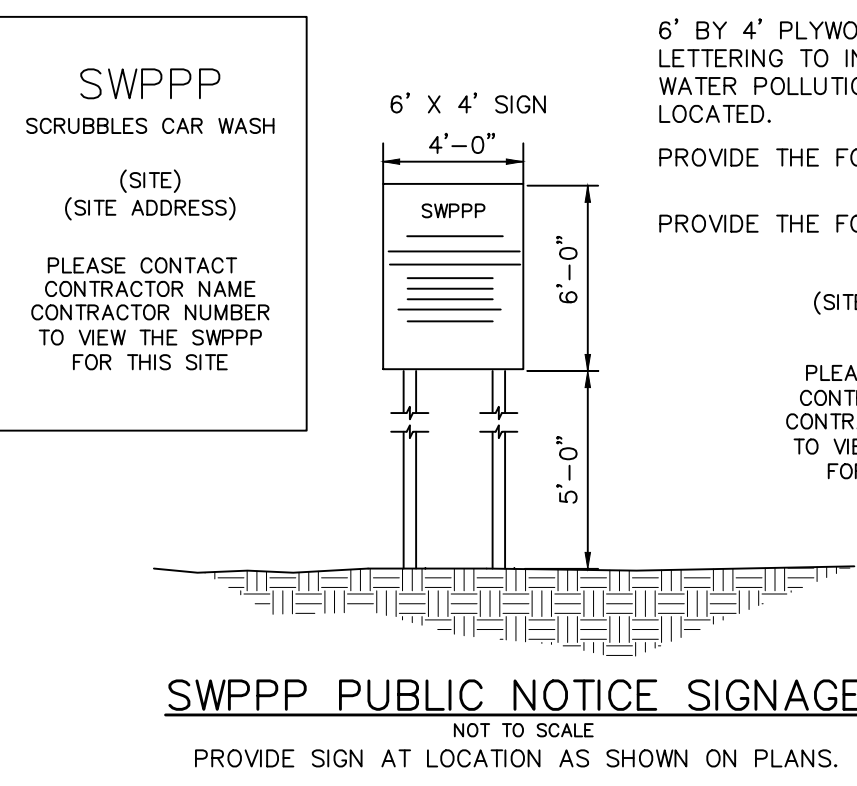 SWPPP
SCRUBBLES CAR WASH
(SITE)
(SITE ADDRESS)
PLEASE CONTACT
CONTRACTOR NAME
CONTRACTOR NUMBER
TO VIEW THE SWPPP
FOR THIS SITE
6' X 4' SIGN
4'-0"
SWPPP
6'-0"
5'-0"
6' BY 4' PLYWO
LETTERING TO IN
WATER POLLUTIO
LOCATED.
PROVIDE THE FO
PROVIDE THE FO
(SITE
PLEA
CONT
CONTRA
TO VIE
FOR
SWPPP PUBLIC NOTICE SIGNAGE
NOT TO SCALE
PROVIDE SIGN AT LOCATION AS SHOWN ON PLANS.